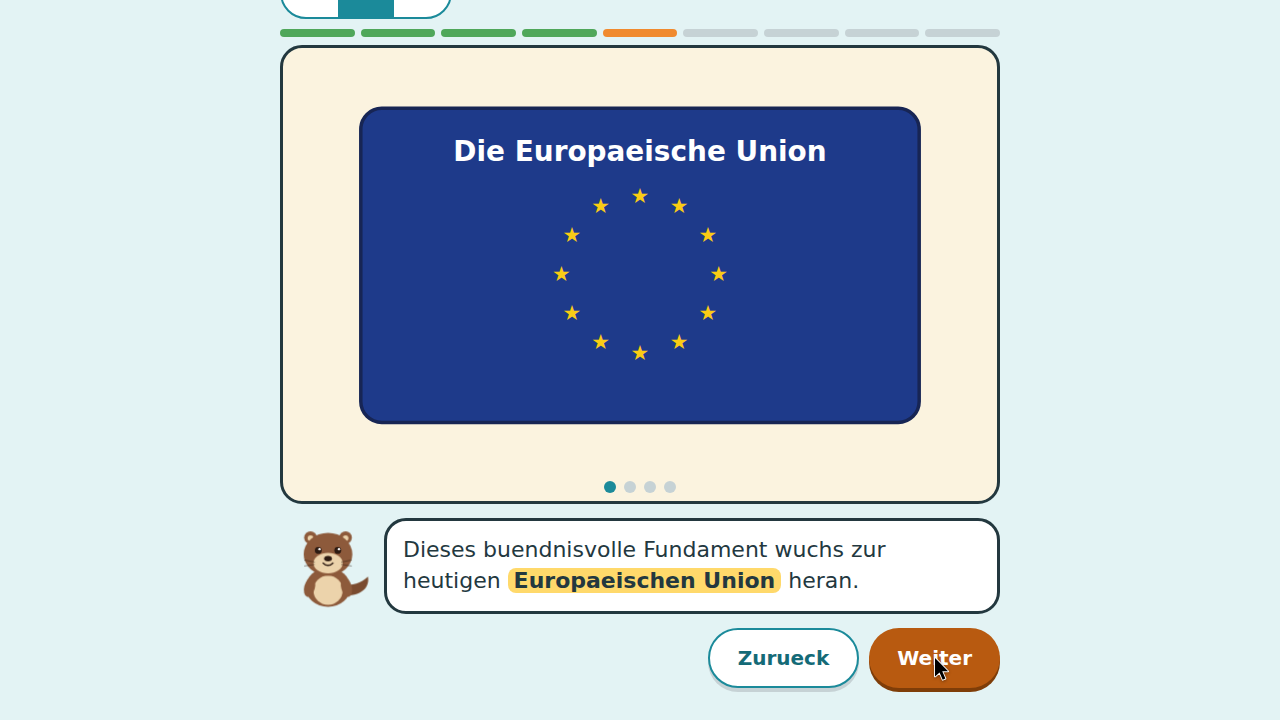 Die Europaeische Union
Dieses buendnisvolle Fundament wuchs zur
heutigen Europaeischen Union heran.
Zurueck
Weiter